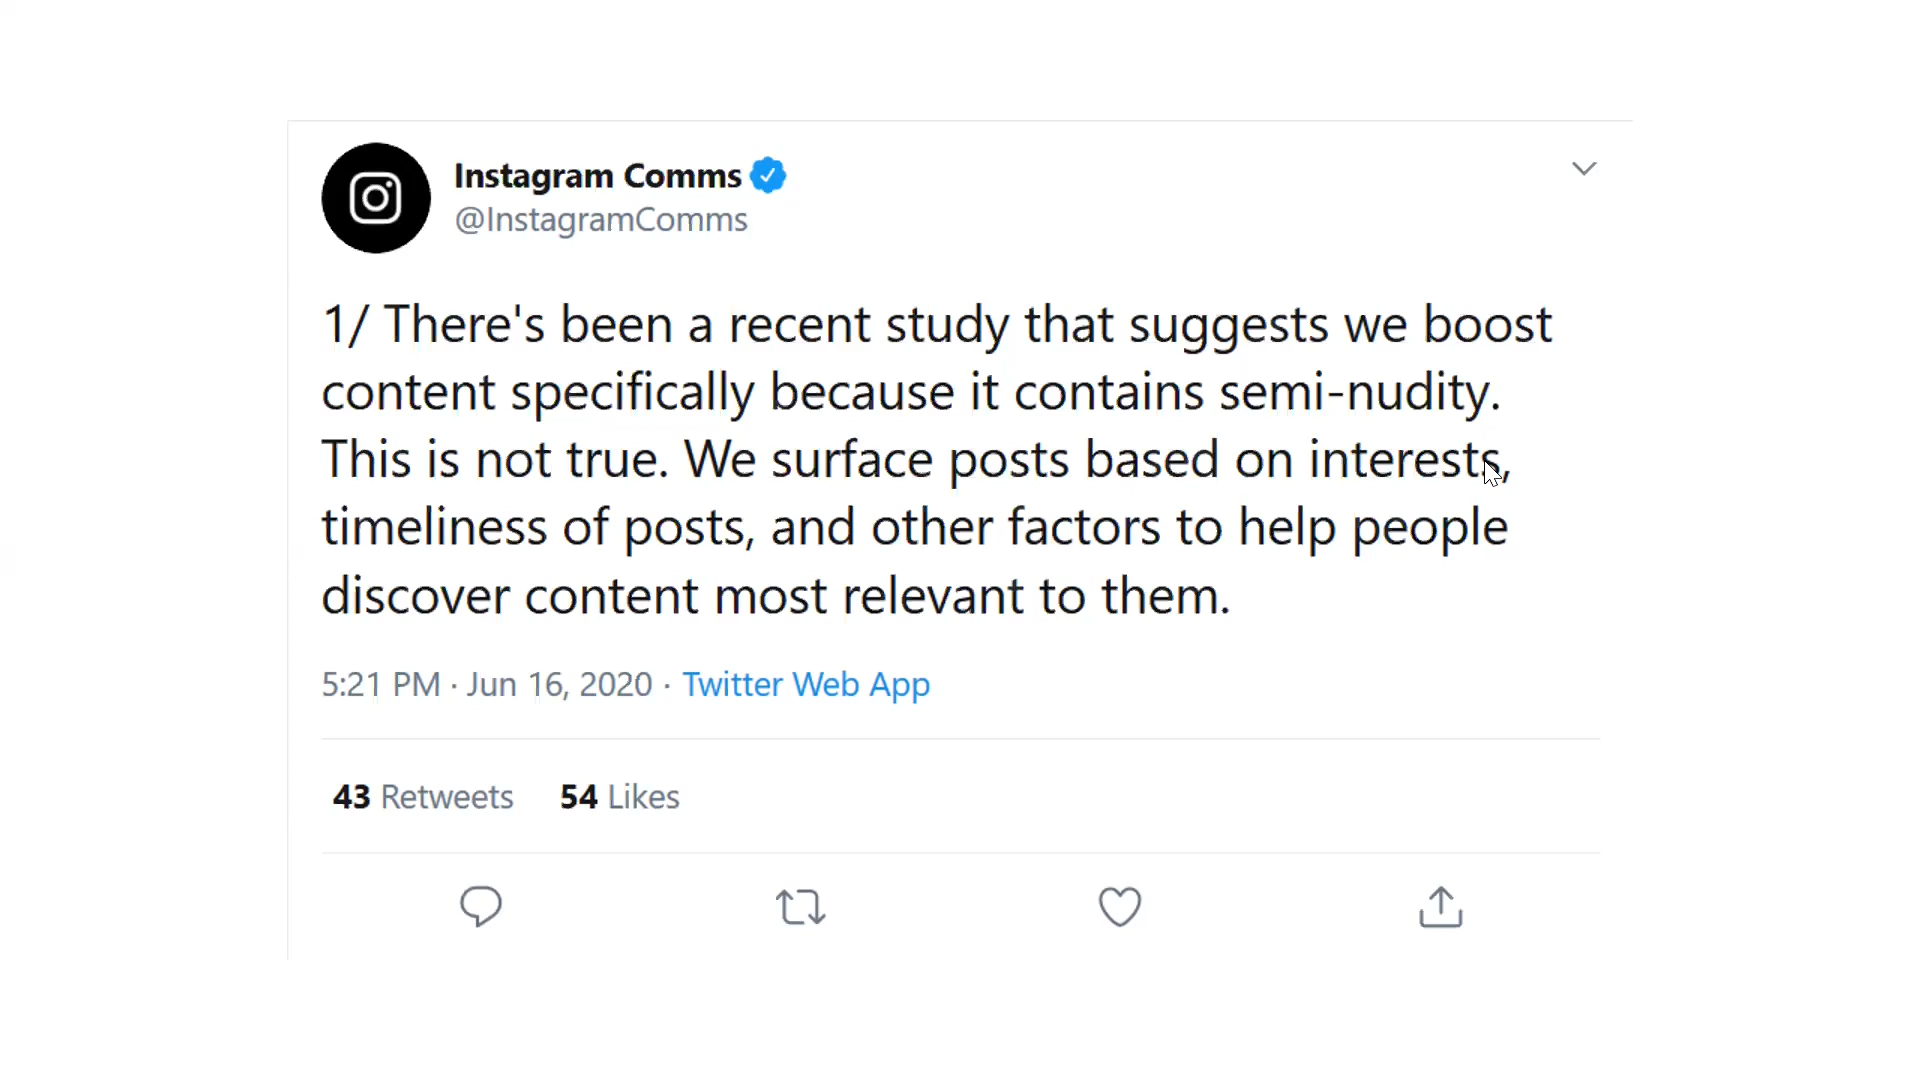 Instagram Comms
@InstagramComms
1/ There's been a recent study that suggests we boost
content specifically because it contains semi-nudity.
This is not true. We surface posts based on interests,
timeliness of posts, and other factors to help people
discover content most relevant to them.
5:21 PM · Jun 16, 2020 · Twitter Web App
43 Retweets 54 Likes